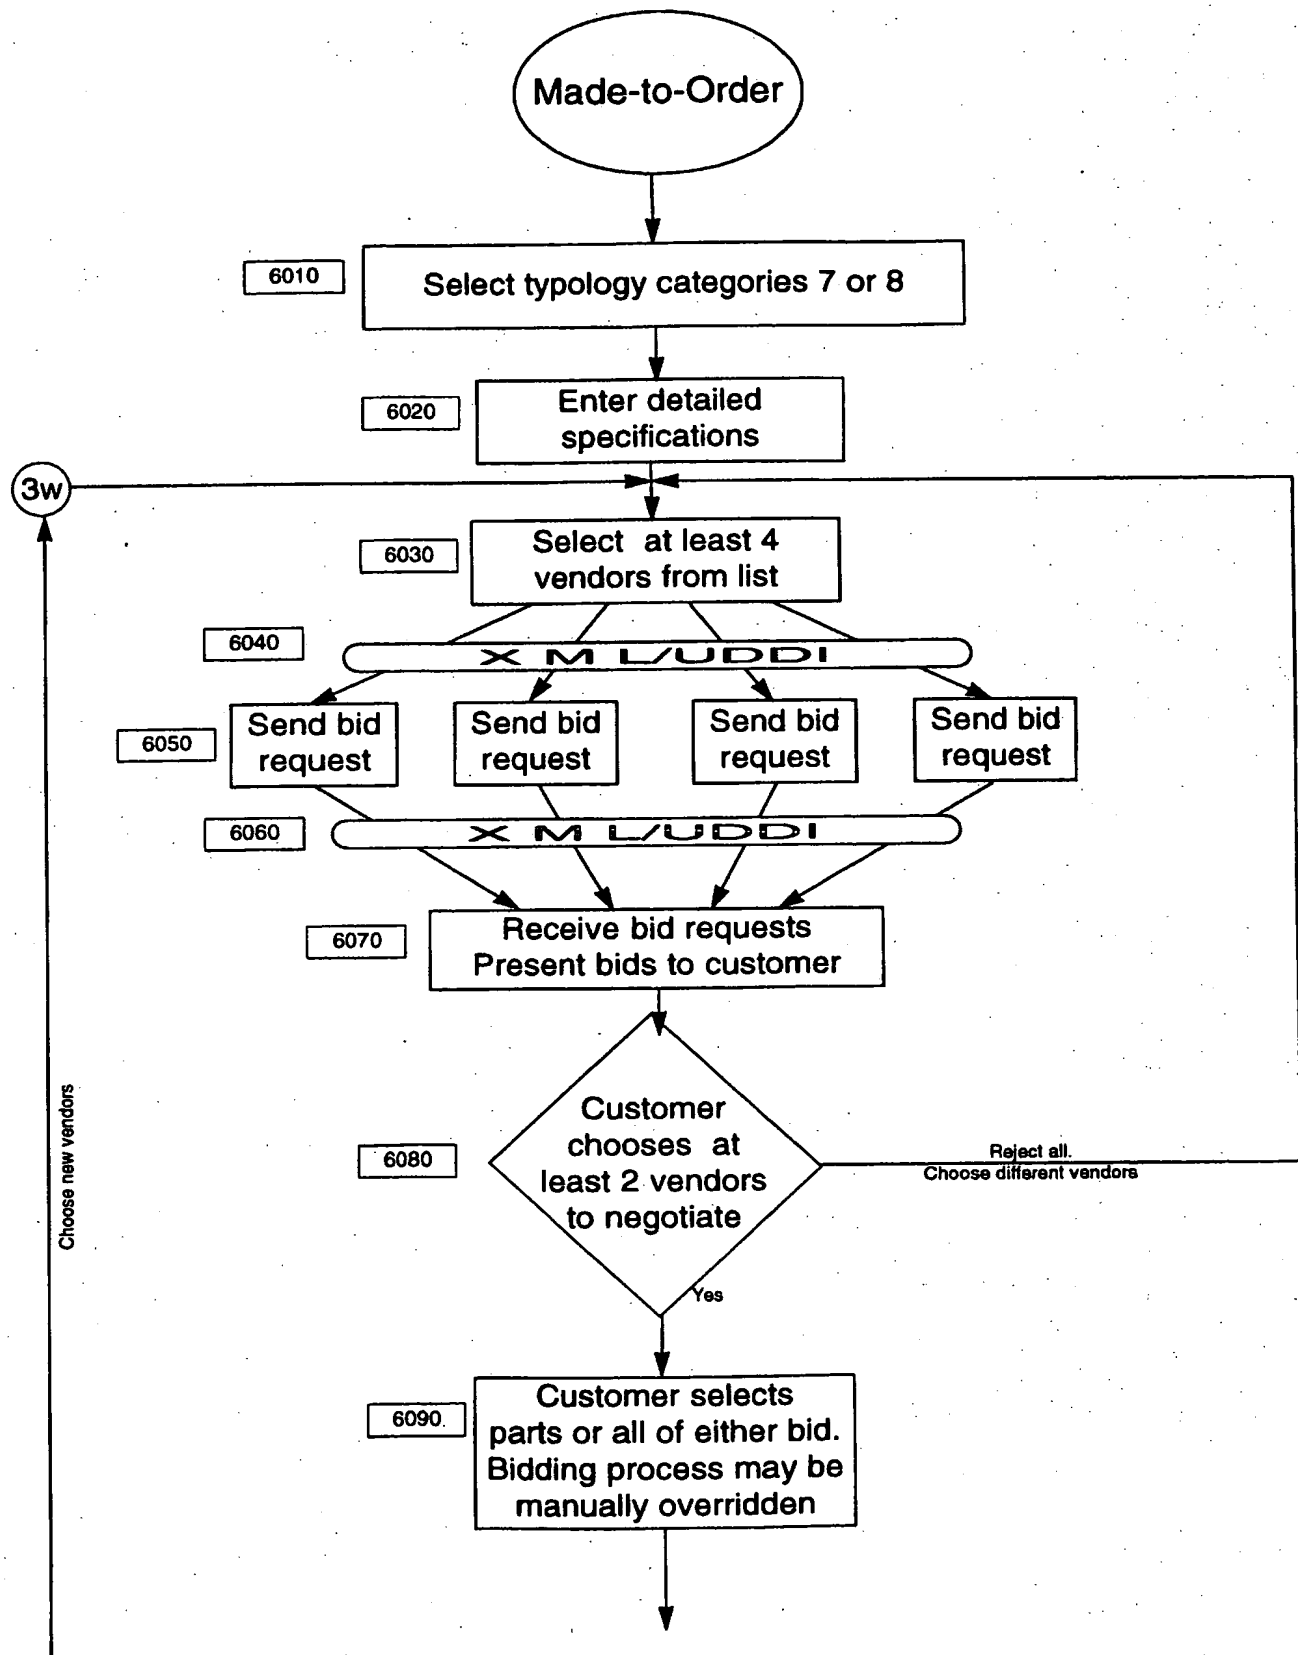 Made-to-Order
6010
Select typology categories 7 or 8
6020
Enter detailed
specifications
3w
6030
Select at least 4
vendors from list
6040
X M L/UDDI
6050
Send bid
request
Send bid
request
Send bid
request
Send bid
request
6060
X M L/UDDI
6070
Receive bid requests
Present bids to customer
Choose new vendors
6080
Customer
chooses at
least 2 vendors
to negotiate
Reject all.
Choose different vendors
Yes
6090
Customer selects
parts or all of either bid.
Bidding process may be
manually overridden